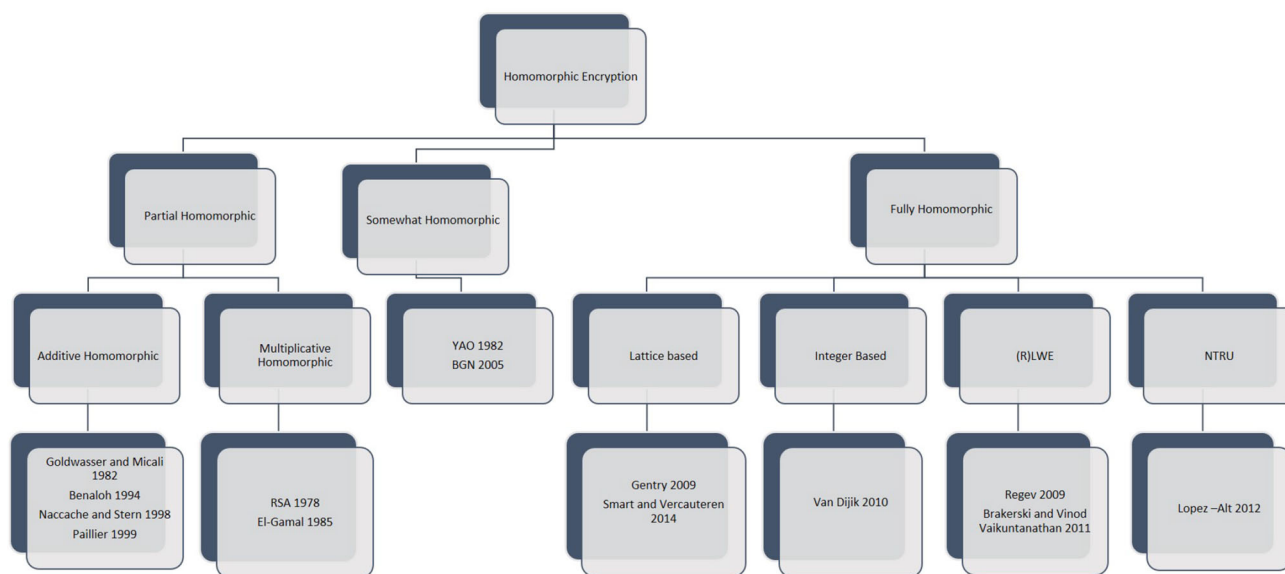 Homomorphic Encryption
Partial Homomorphic
Somewhat Homomorphic
Fully Homomorphic
Additive Homomorphic
Multiplicative
Homomorphic
YAO 1982
BGN 2005
Lattice based
Integer Based
(R)LWE
NTRU
Goldwasser and Micali
1982
Benaloh 1994
Naccache and Stern 1998
Paillier 1999
RSA 1978
El-Gamal 1985
Gentry 2009
Smart and Vercauteren
2014
Van Dijik 2010
Regev 2009
Brakerski and Vinod
Vaikuntanathan 2011
Lopez –Alt 2012